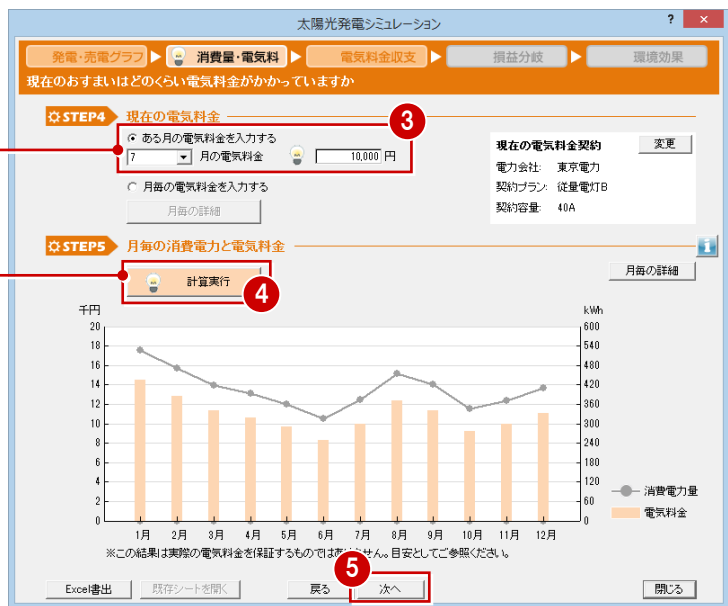 太陽光発電シミュレーション
? ×
発電・売電グラフ 消費量・電気料 電気料金収支 損益分岐 環境効果
現在のおすまいはどのくらい電気料金がかかっていますか
STEP4 現在の電気料金
3
ある月の電気料金を入力する
7 月の電気料金 10,000 円
月毎の電気料金を入力する
月毎の詳細
現在の電気料金契約 変更
電力会社: 東京電力
契約プラン: 従量電灯B
契約容量: 40A
STEP5 月毎の消費電力と電気料金
i
計算実行
4
月毎の詳細
千円 kWh
20 600
18 540
16 480
14 420
12 360
10 300
8 240
6 180
4 120
2 60
0 0
1月 2月 3月 4月 5月 6月 7月 8月 9月 10月 11月 12月
消費電力量
電気料金
※この結果は実際の電気料金を保証するものではありません。目安としてご参照ください。
5
Excel書出 既存シートを開く 戻る 次へ 閉じる